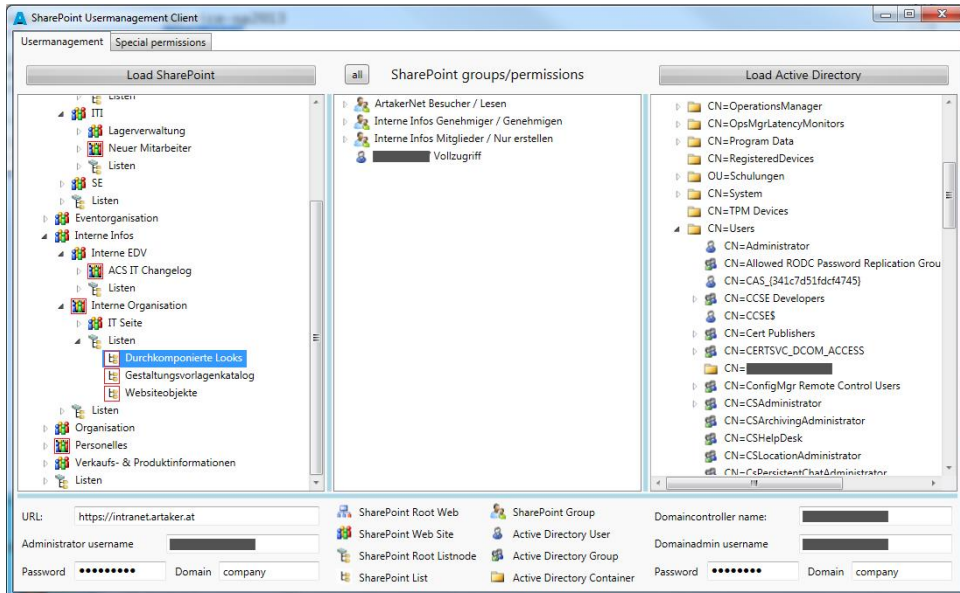 SharePoint Usermanagement Client
Usermanagement
Special permissions
Load SharePoint
all
SharePoint groups/permissions
Load Active Directory
Listen
ITI
Lagerverwaltung
Neuer Mitarbeiter
Listen
SE
Listen
Eventorganisation
Interne Infos
Interne EDV
ACS IT Changelog
Listen
Interne Organisation
IT Seite
Listen
Durchkomponierte Looks
Gestaltungsvorlagenkatalog
Websiteobjekte
Listen
Organisation
Personelles
Verkaufs- & Produktinformationen
Listen
ArtakerNet Besucher / Lesen
Interne Infos Genehmiger / Genehmigen
Interne Infos Mitglieder / Nur erstellen
Vollzugriff
CN=OperationsManager
CN=OpsMgrLatencyMonitors
CN=Program Data
CN=RegisteredDevices
OU=Schulungen
CN=System
CN=TPM Devices
CN=Users
CN=Administrator
CN=Allowed RODC Password Replication Grou
CN=CAS_{341c7d51fdcf4745}
CN=CCSE Developers
CN=CCSE$
CN=Cert Publishers
CN=CERTSVC_DCOM_ACCESS
CN=
CN=ConfigMgr Remote Control Users
CN=CSAdministrator
CN=CSArchivingAdministrator
CN=CSHelpDesk
CN=CSLocationAdministrator
CN=CsPersistentChatAdministrator
URL: https://intranet.artaker.at
Administrator username
Password ●●●●●●●●● Domain company
SharePoint Root Web
SharePoint Web Site
SharePoint Root Listnode
SharePoint List
SharePoint Group
Active Directory User
Active Directory Group
Active Directory Container
Domaincontroller name:
Domainadmin username
Password ●●●●●●●● Domain company